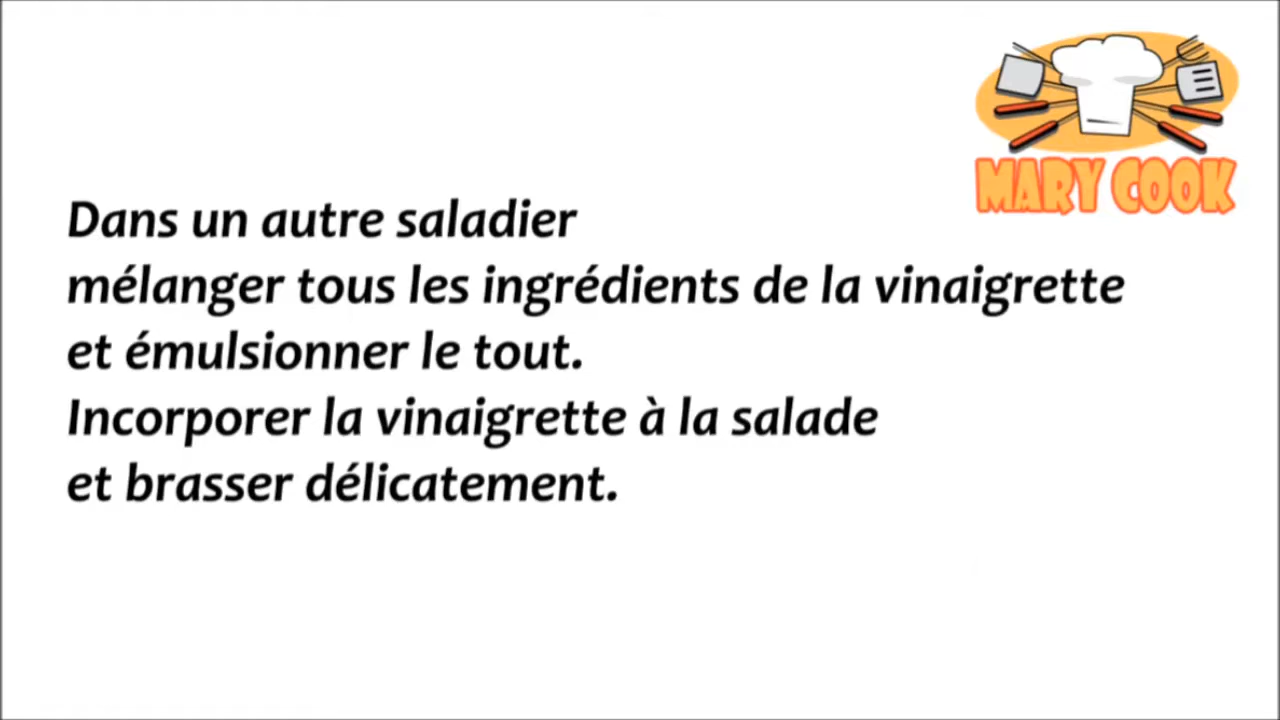 MARY COOK
Dans un autre saladier
mélanger tous les ingrédients de la vinaigrette
et émulsionner le tout.
Incorporer la vinaigrette à la salade
et brasser délicatement.